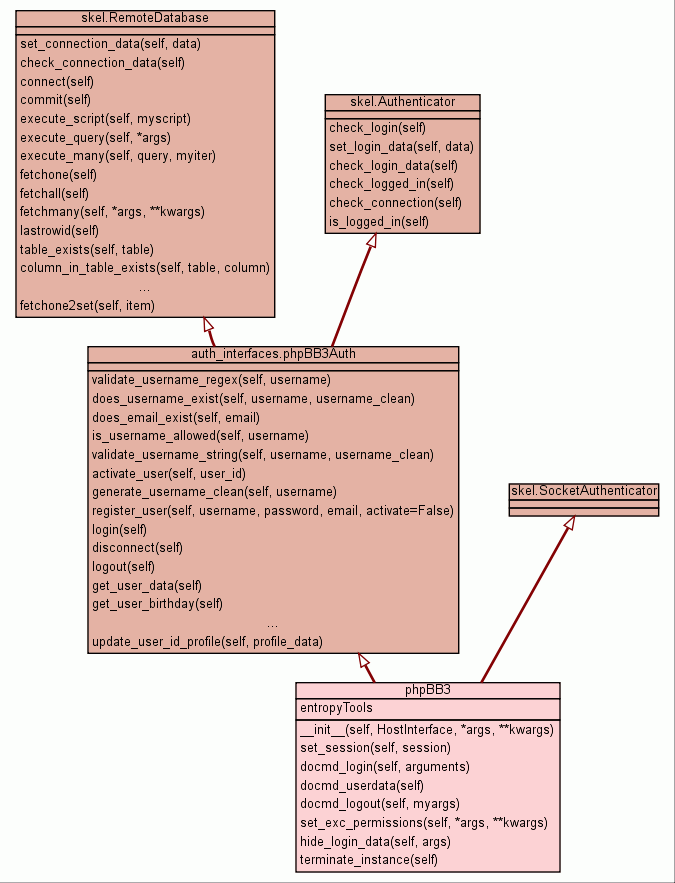 skel.RemoteDatabase
set_connection_data(self, data)
check_connection_data(self)
connect(self)
commit(self)
execute_script(self, myscript)
execute_query(self, *args)
execute_many(self, query, myiter)
fetchone(self)
fetchall(self)
fetchmany(self, *args, **kwargs)
lastrowid(self)
table_exists(self, table)
column_in_table_exists(self, table, column)
...
fetchone2set(self, item)
skel.Authenticator
check_login(self)
set_login_data(self, data)
check_login_data(self)
check_logged_in(self)
check_connection(self)
is_logged_in(self)
auth_interfaces.phpBB3Auth
validate_username_regex(self, username)
does_username_exist(self, username, username_clean)
does_email_exist(self, email)
is_username_allowed(self, username)
validate_username_string(self, username, username_clean)
activate_user(self, user_id)
generate_username_clean(self, username)
register_user(self, username, password, email, activate=False)
login(self)
disconnect(self)
logout(self)
get_user_data(self)
get_user_birthday(self)
...
update_user_id_profile(self, profile_data)
skel.SocketAuthenticator
phpBB3
entropyTools
__init__(self, HostInterface, *args, **kwargs)
set_session(self, session)
docmd_login(self, arguments)
docmd_userdata(self)
docmd_logout(self, myargs)
set_exc_permissions(self, *args, **kwargs)
hide_login_data(self, args)
terminate_instance(self)